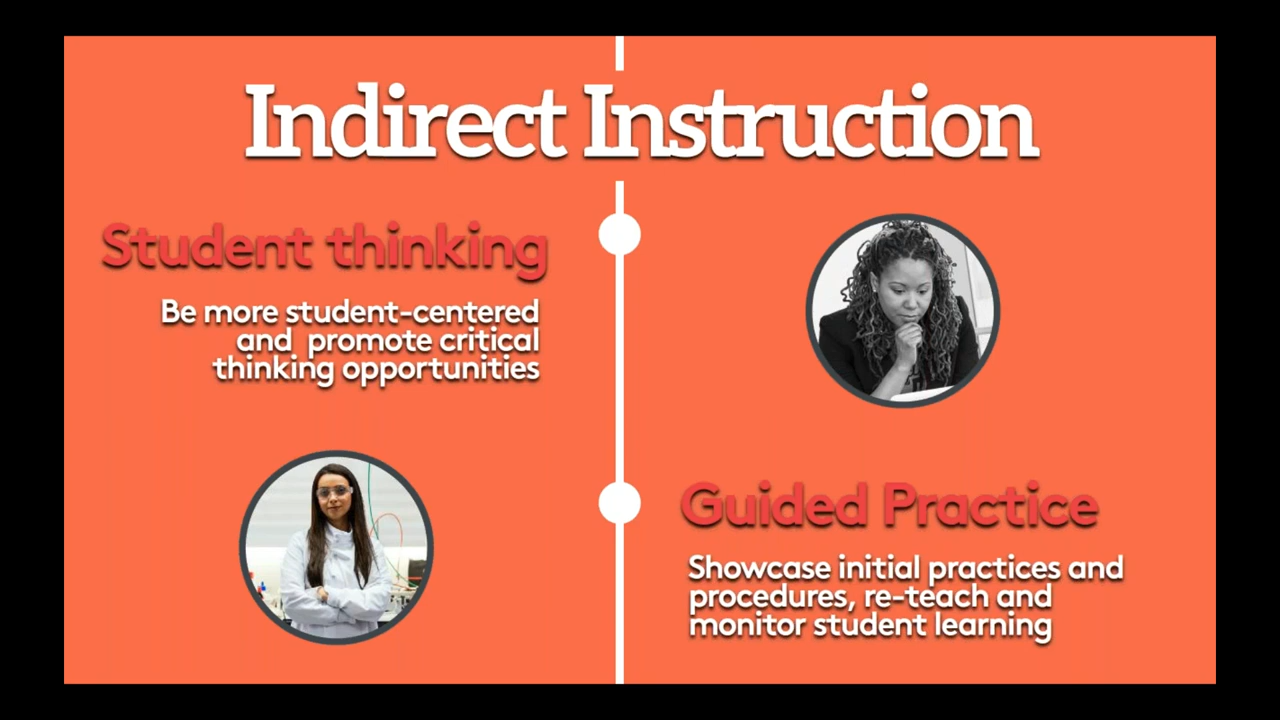 Indirect Instruction
Student thinking
Be more student-centered
and promote critical
thinking opportunities
Guided Practice
Showcase initial practices and
procedures, re-teach and
monitor student learning